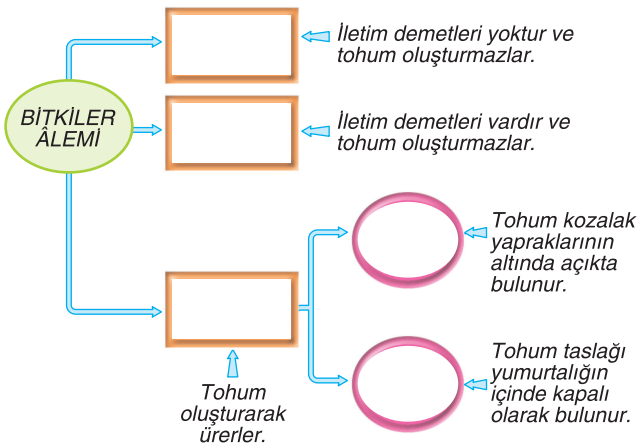 İletim demetleri yoktur ve
tohum oluşturmazlar.
BİTKİLER
ÂLEMİ
İletim demetleri vardır ve
tohum oluşturmazlar.
Tohum kozalak
yapraklarının
altında açıkta
bulunur.
Tohum
oluşturarak
ürerler.
Tohum taslağı
yumurtalığın
içinde kapalı
olarak bulunur.